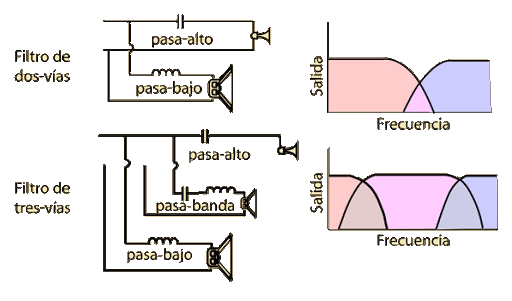 Filtro de
dos-vías
pasa-alto
pasa-bajo
Salida
Frecuencia
Filtro de
tres-vías
pasa-alto
pasa-banda
pasa-bajo
Salida
Frecuencia